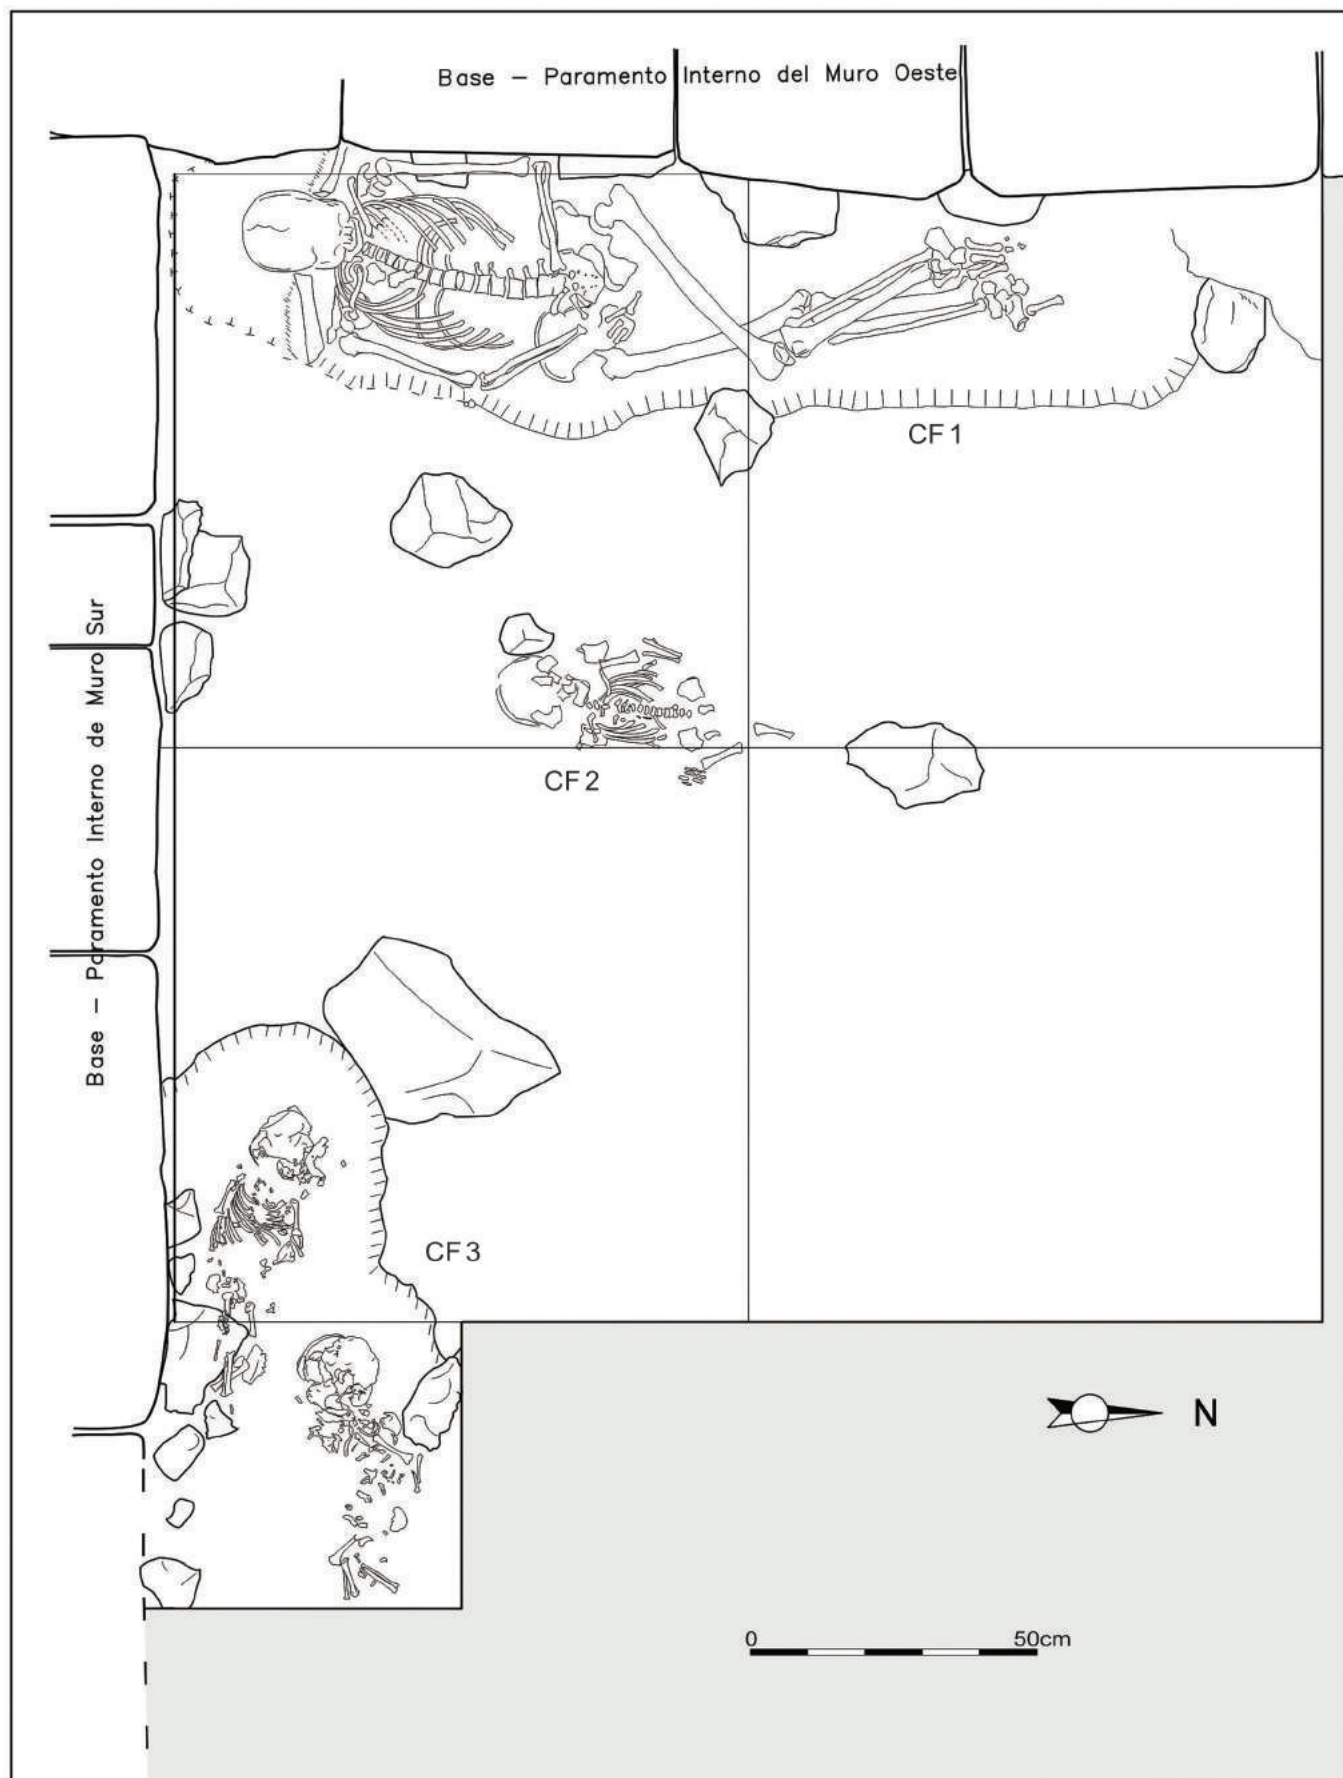 Base – Paramento Interno del Muro Oeste
CF1
Base – Paramento Interno de Muro Sur
CF2
CF3
N
0 50cm